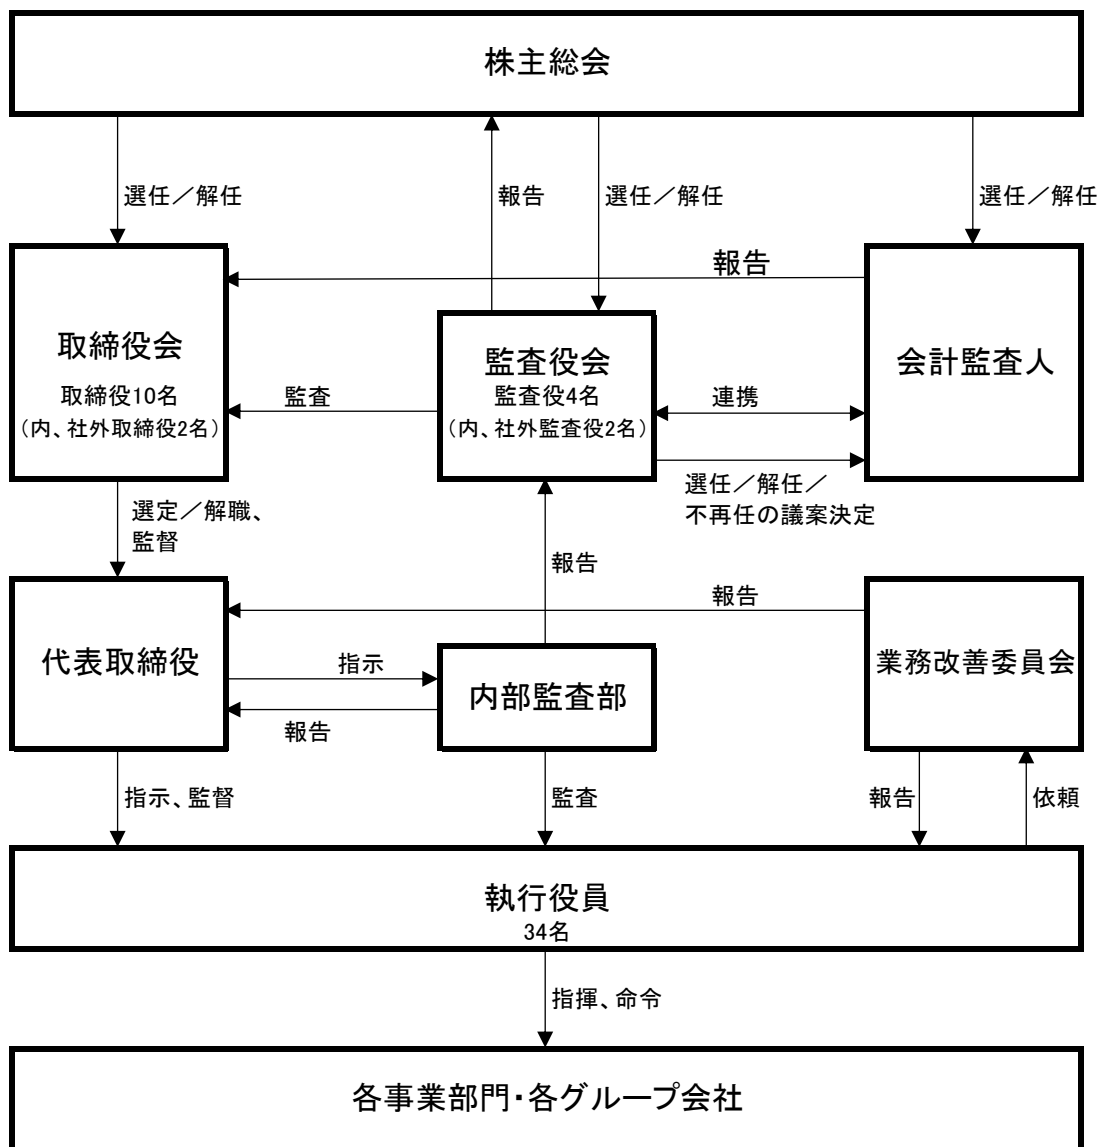 株主総会
選任／解任
報告
選任／解任
選任／解任
報告
取締役会
取締役10名
（内、社外取締役2名）
監査
監査役会
監査役4名
（内、社外監査役2名）
連携
会計監査人
選任／解任／
不再任の議案決定
選定／解職、
監督
報告
報告
代表取締役
指示
報告
内部監査部
業務改善委員会
指示、監督
監査
報告
依頼
執行役員
34名
指揮、命令
各事業部門・各グループ会社